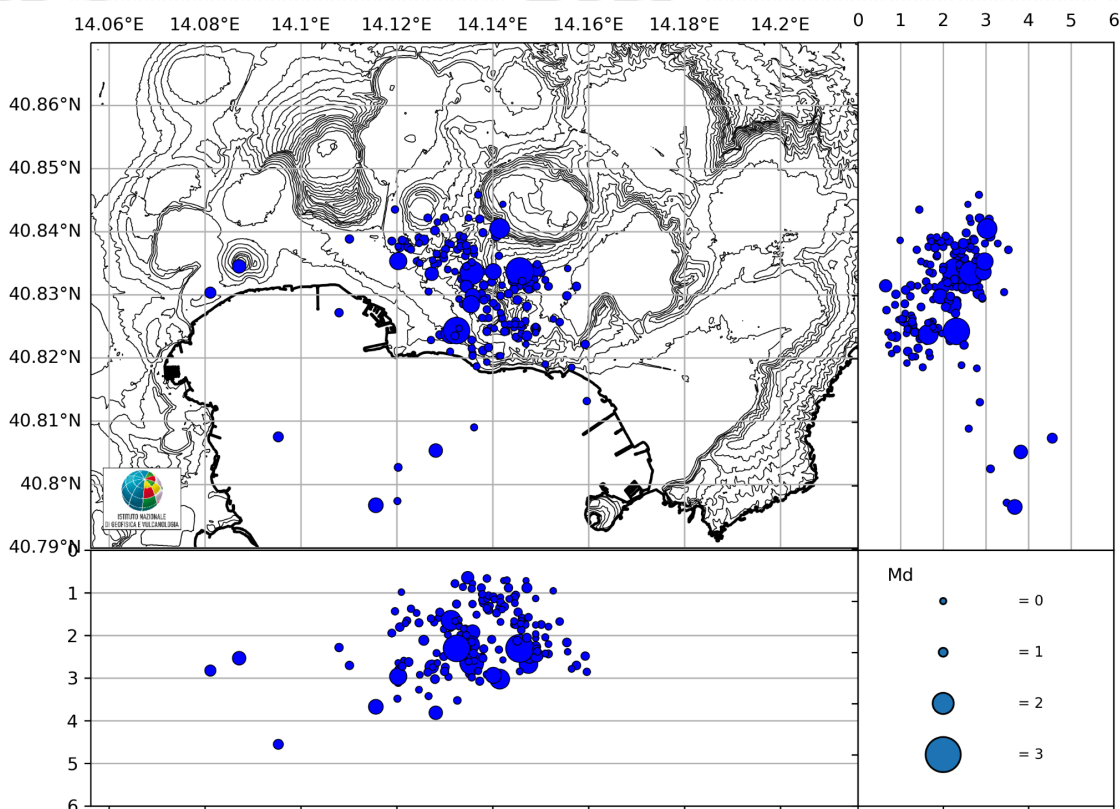 14.06°E 14.08 14.1 14.12 14.14 14.16 14.18 14.2 0 1 2 3 4 5 6
40.86°N
40.85°N
40.84°N
40.83°N
40.82°N
40.81°N
40.8°N
40.79°N
ISTITUTO NAZIONALE
DI GEOFISICA E VULCANOLOGIA
0
1
2
3
4
5
6
Md
= 0
= 1
= 2
= 3